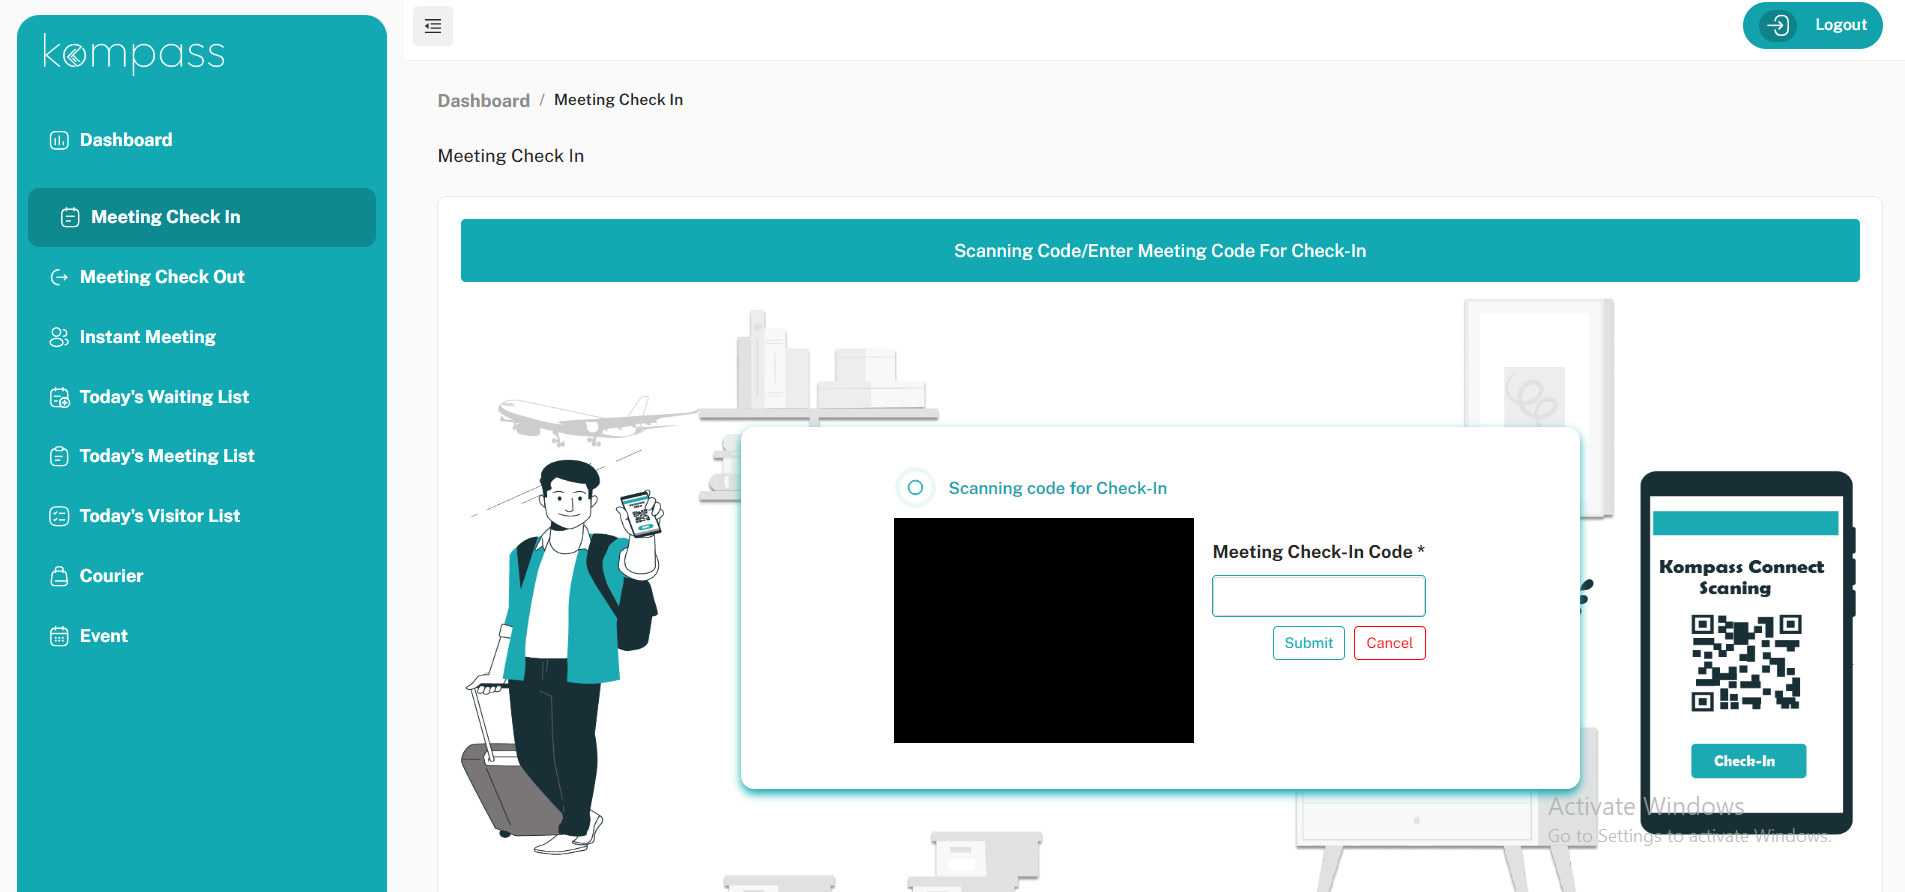 kompass
Logout
Dashboard / Meeting Check In
Meeting Check In
Dashboard
Meeting Check In
Meeting Check Out
Instant Meeting
Today's Waiting List
Today's Meeting List
Today's Visitor List
Courier
Event
Scanning Code/Enter Meeting Code For Check-In
Scanning code for Check-In
Meeting Check-In Code *
Submit
Cancel
Kompass Connect
Scaning
Check-In
Activate Windows
Go to Settings to activate Windows.